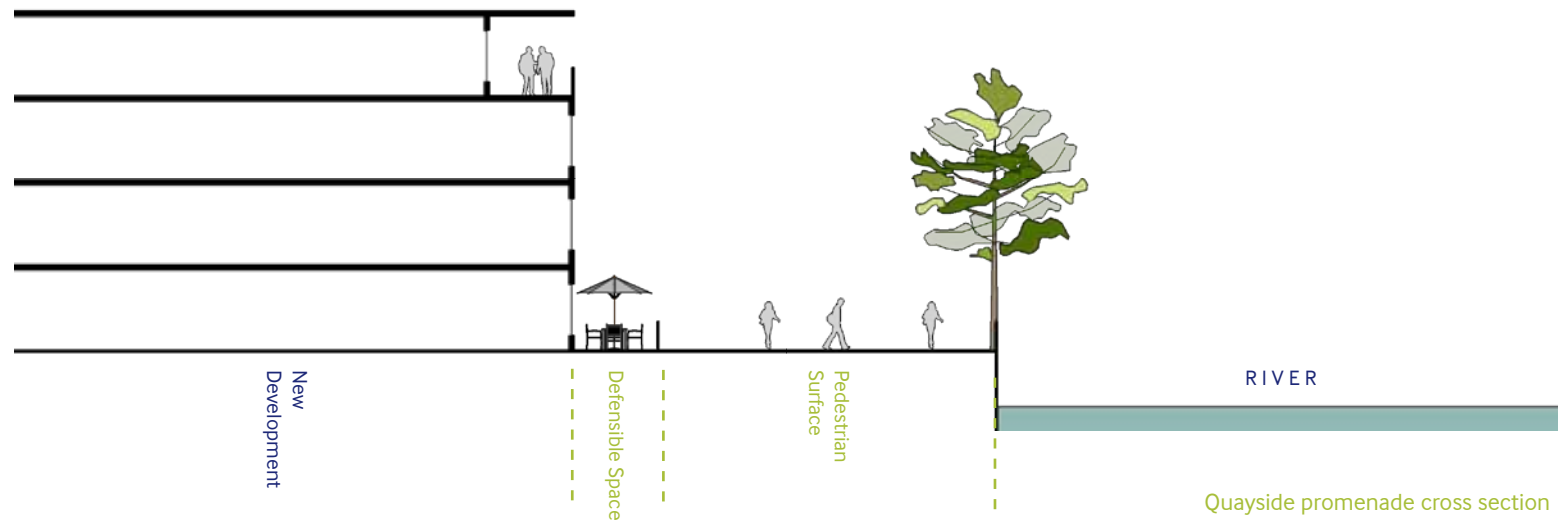 New
Development
Defensible Space
Pedestrian
Surface
RIVER
Quayside promenade cross section